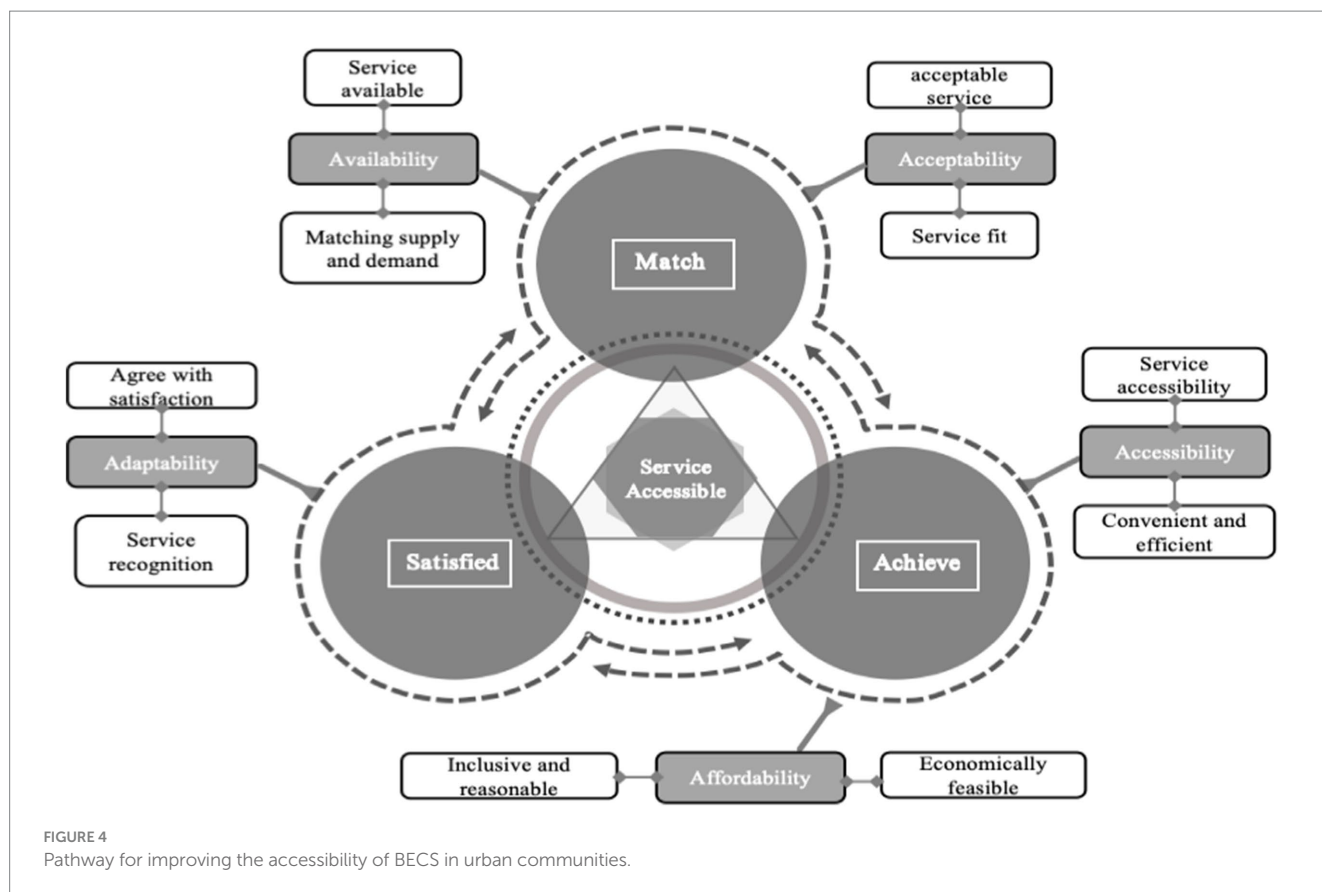 Service
available
Availability
Matching supply
and demand
acceptable
service
Acceptability
Service fit
Match
Agree with
satisfaction
Adaptability
Service
recognition
Service
accessibility
Accessibility
Convenient and
efficient
Service
Accessible
Satisfied
Achieve
Inclusive and
reasonable
Affordability
Economically
feasible
FIGURE 4
Pathway for improving the accessibility of BECS in urban communities.